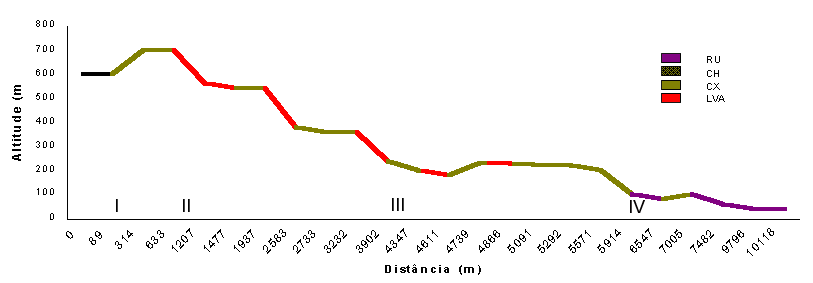 Altitude (m
800
700
600
500
400
300
200
100
0
RU
CH
CX
LVA
I II III IV
0 89 314 633 1207 1477 1937 2583 2733 3232 3902 4347 4611 4739 4866 5091 5292 5571 5914 6547 7005 7482 9796 10118
Distância (m)